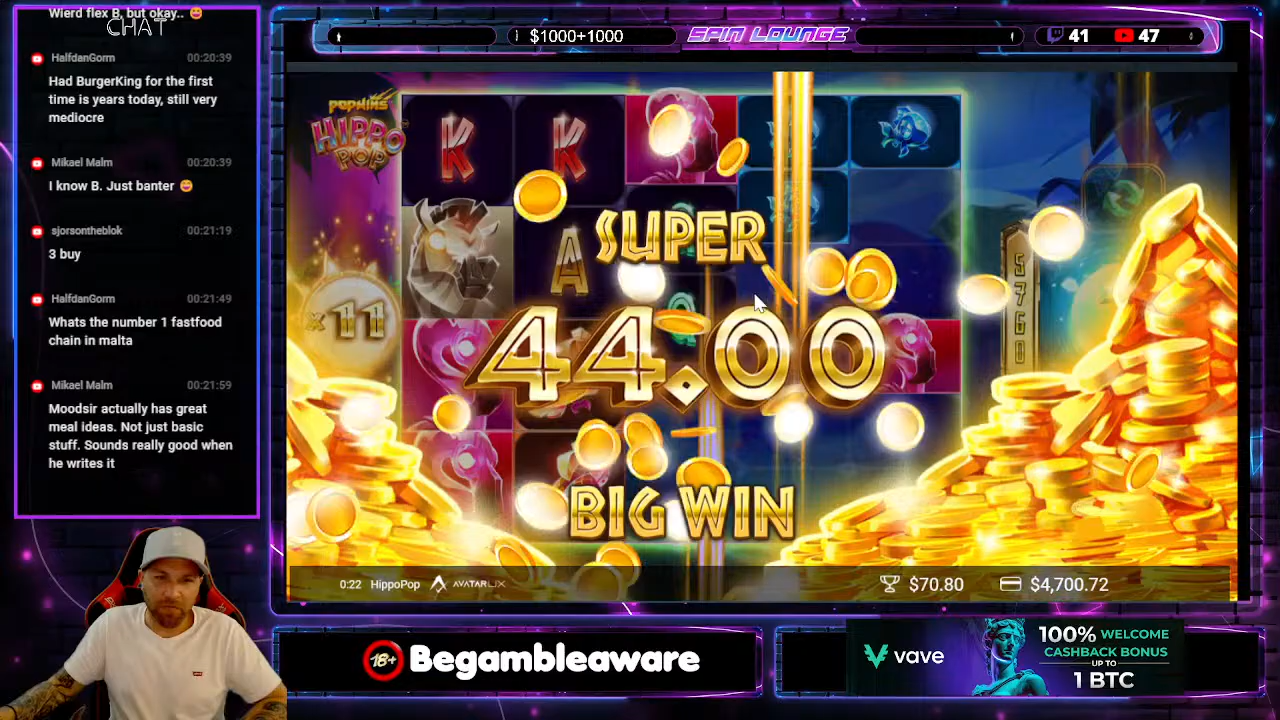 Wierd flex B, but okay.. 😄
CHAT
HalfdanGorm 00:20:39
Had BurgerKing for the first
time is years today, still very
mediocre
Mikael Malm 00:20:39
I know B. Just banter 😄
sjorsontheblok 00:21:19
3 buy
HalfdanGorm 00:21:49
Whats the number 1 fastfood
chain in malta
Mikael Malm 00:21:59
Moodsir actually has great
meal ideas. Not just basic
stuff. Sounds really good when
he writes it
$1000+1000
SPIN LOUNGE
41
47
POPWINS
HIPPO
POP
K K
A
x11
SUPER
44.00
BIG WIN
5760
0:22 HippoPop AVATARUX
$70.80
$4,700.72
18+ Begambleaware
vave
100% WELCOME
CASHBACK BONUS
UP TO
1 BTC